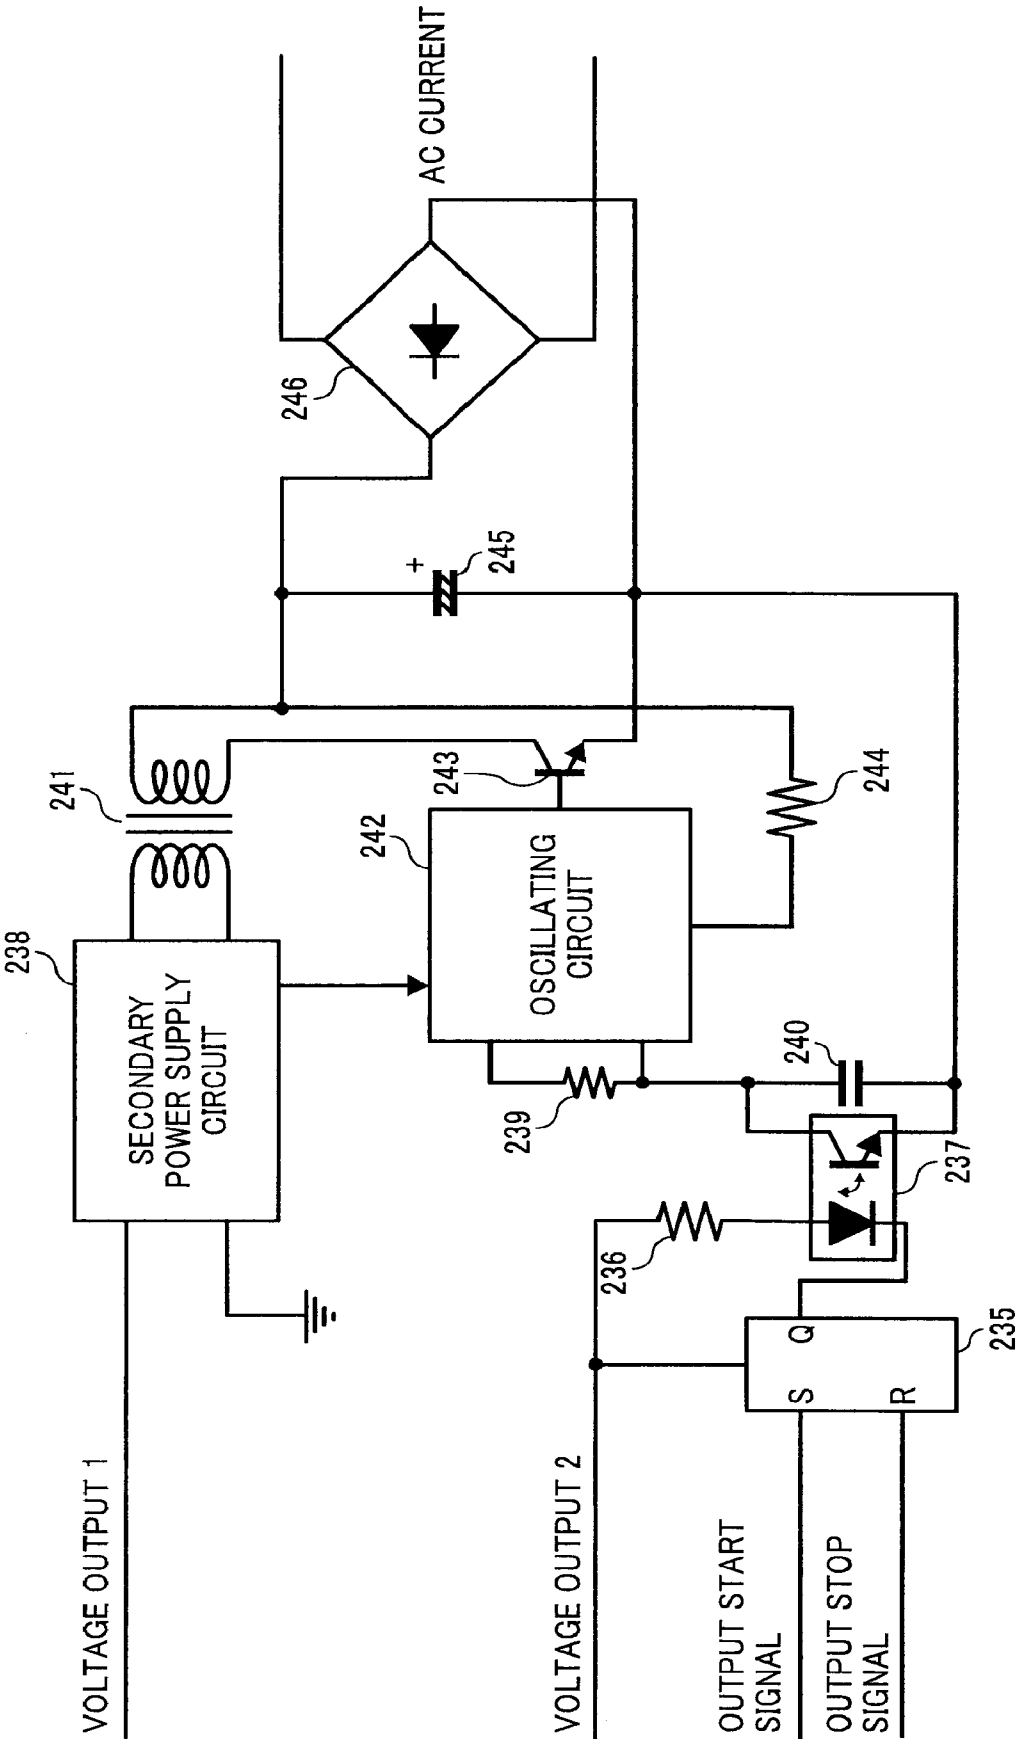 AC CURRENT
246
+
245
241
243
242
244
238
SECONDARY
POWER SUPPLY
CIRCUIT
OSCILLATING
CIRCUIT
240
239
237
236
Q
S
R
235
VOLTAGE OUTPUT 1
VOLTAGE OUTPUT 2
OUTPUT START
SIGNAL
OUTPUT STOP
SIGNAL